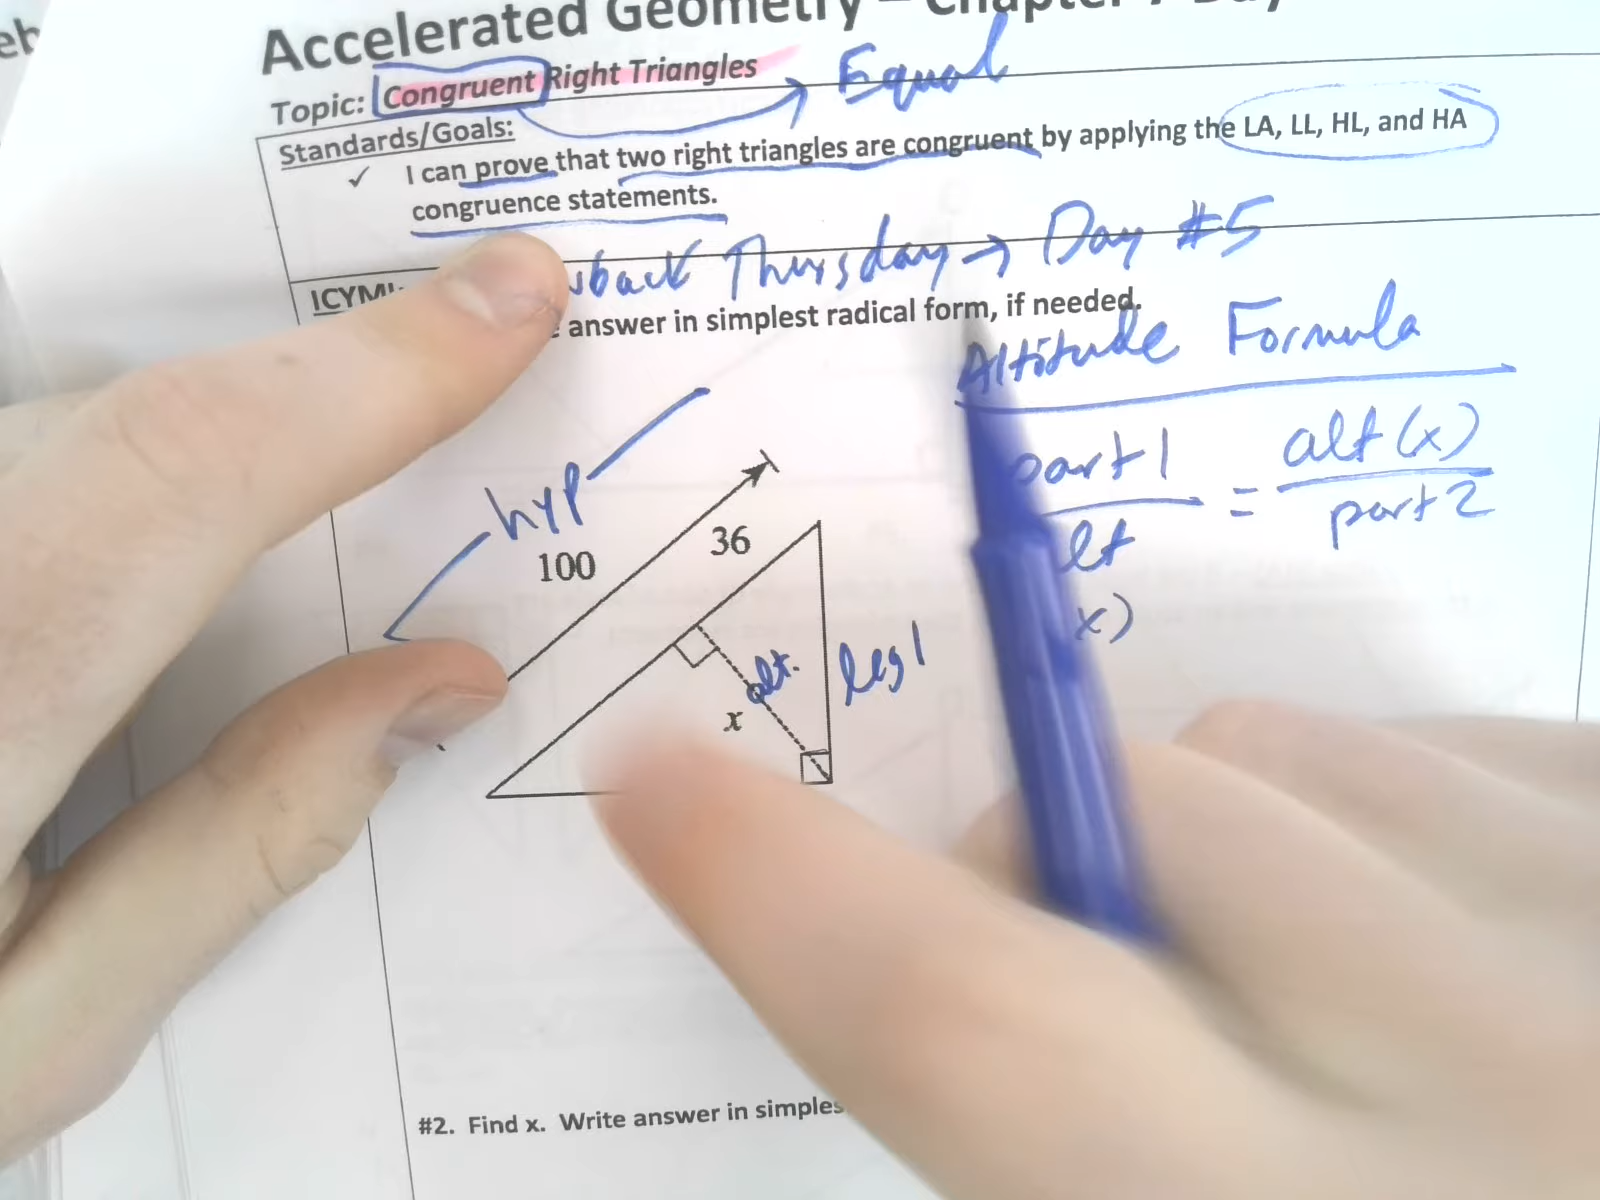 Accelerated Geometry – Chapter
Topic: Congruent Right Triangles → Equal
Standards/Goals:
✓ I can prove that two right triangles are congruent by applying the LA, LL, HL, and HA
congruence statements.
Thursday → Day #5
ICYMI:
answer in simplest radical form, if needed.
Altitude Formula
part 1 = alt (x)
part 2
hyp
100
36
alt.
x
leg 1
x)
#2. Find x. Write answer in